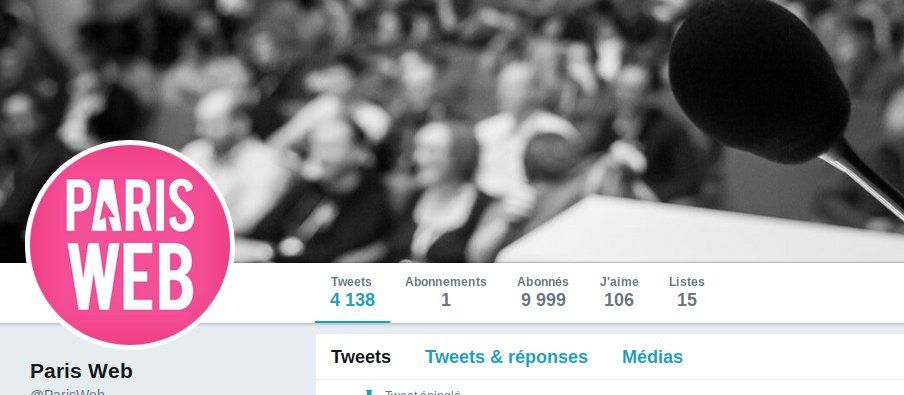 PARIS
WEB
Tweets Abonnements Abonnés J'aime Listes
4 138 1 9 999 106 15
Tweets Tweets & réponses Médias
Paris Web
@ParisWeb
Tweet épinglé